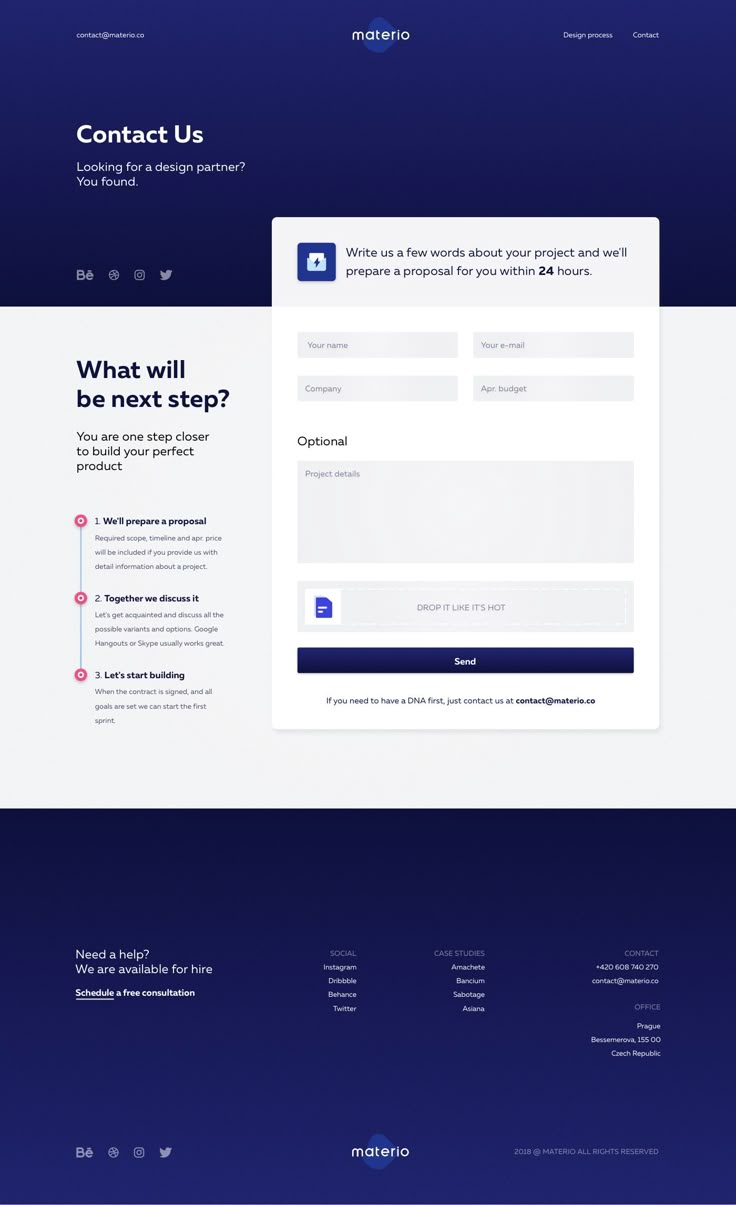 contact@materio.co
materio
Design process
Contact
Contact Us
Looking for a design partner?
You found.
Bē
Write us a few words about your project and we'll
prepare a proposal for you within 24 hours.
Your name
Your e-mail
Company
Apr. budget
Optional
Project details
DROP IT LIKE IT'S HOT
Send
If you need to have a DNA first, just contact us at contact@materio.co
What will
be next step?
You are one step closer
to build your perfect
product
1. We'll prepare a proposal
Required scope, timeline and apr. price
will be included if you provide us with
detail information about a project.
2. Together we discuss it
Let's get acquainted and discuss all the
possible variants and options. Google
Hangouts or Skype usually works great.
3. Let's start building
When the contract is signed, and all
goals are set we can start the first
sprint.
Need a help?
We are available for hire
Schedule a free consultation
SOCIAL
Instagram
Dribbble
Behance
Twitter
CASE STUDIES
Amachete
Bancium
Sabotage
Asiana
CONTACT
+420 608 740 270
contact@materio.co
OFFICE
Prague
Bessemerova, 155 00
Czech Republic
Bē
materio
2018 @ MATERIO ALL RIGHTS RESERVED